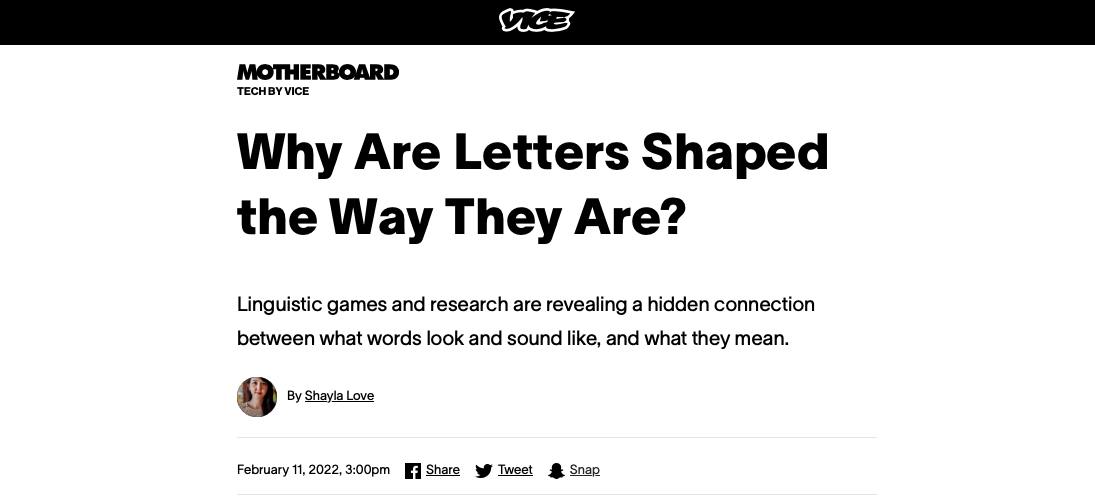 VICE
MOTHERBOARD
TECH BY VICE
Why Are Letters Shaped
the Way They Are?
Linguistic games and research are revealing a hidden connection
between what words look and sound like, and what they mean.
By Shayla Love
February 11, 2022, 3:00pm Share Tweet Snap